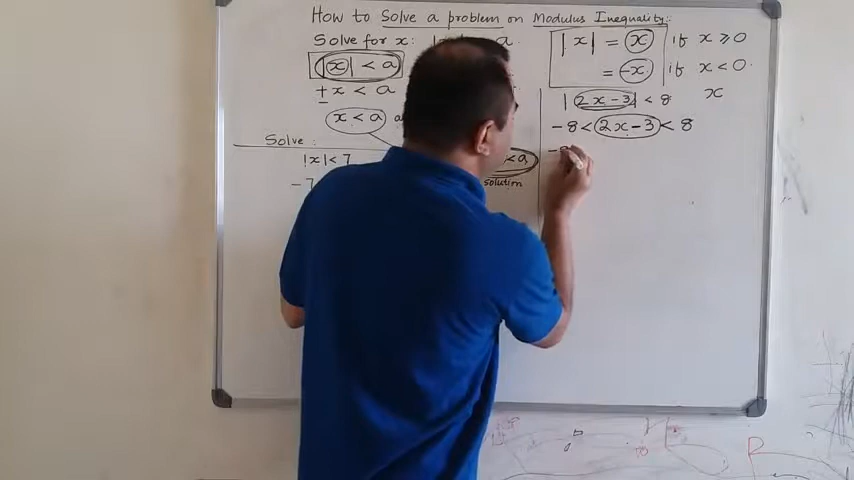 How to Solve a problem on Modulus Inequality:
Solve for x:
|x| < a
± x < a
x < a
Solve:
|x| < 7
- 7
< a
solution
|x| = x if x ≥ 0
= -x if x < 0.
x
| 2x - 3 | < 8
- 8 < 2x - 3 < 8